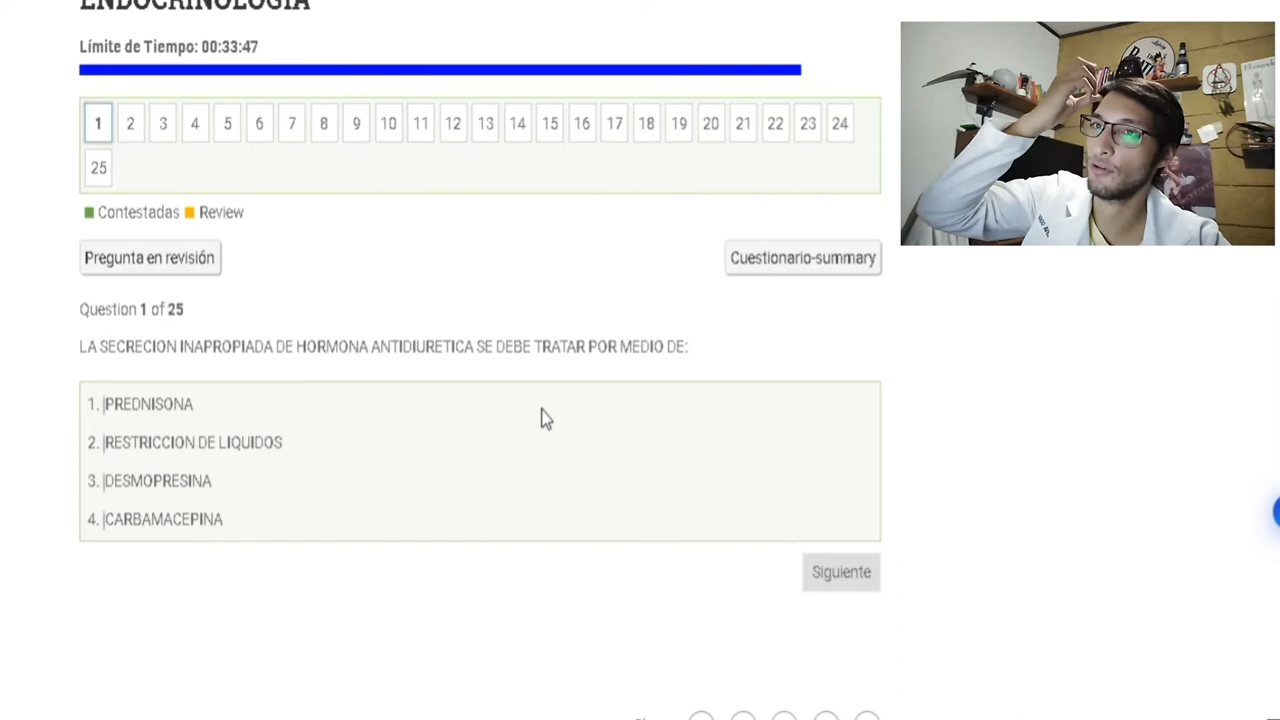 ENDOCRINOLOGIA
Límite de Tiempo: 00:33:47
1 2 3 4 5 6 7 8 9 10 11 12 13 14 15 16 17 18 19 20 21 22 23 24
25
Contestadas Review
Pregunta en revisión
Cuestionario-summary
Question 1 of 25
LA SECRECION INAPROPIADA DE HORMONA ANTIDIURETICA SE DEBE TRATAR POR MEDIO DE:
1. PREDNISONA
2. RESTRICCION DE LIQUIDOS
3. DESMOPRESINA
4. CARBAMACEPINA
Siguiente